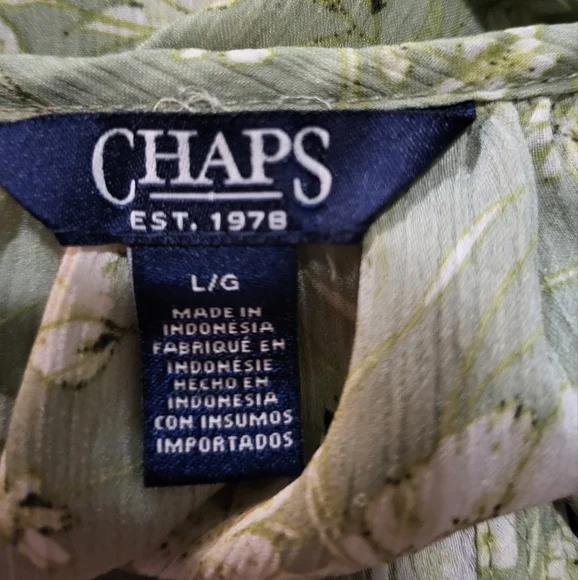 CHAPS
EST. 1978
L/G
MADE IN
INDONESIA
FABRIQUÉ EN
INDONÉSIE
HECHO EN
INDONESIA
CON INSUMOS
IMPORTADOS